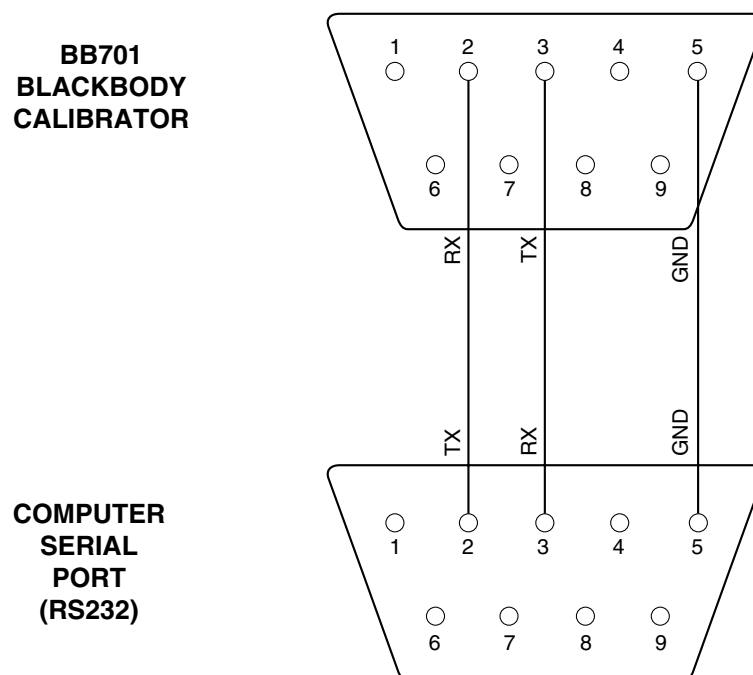 BB701
BLACKBODY
CALIBRATOR
1 2 3 4 5
6 7 8 9
RX TX GND
TX RX GND
COMPUTER
SERIAL
PORT
(RS232)
1 2 3 4 5
6 7 8 9